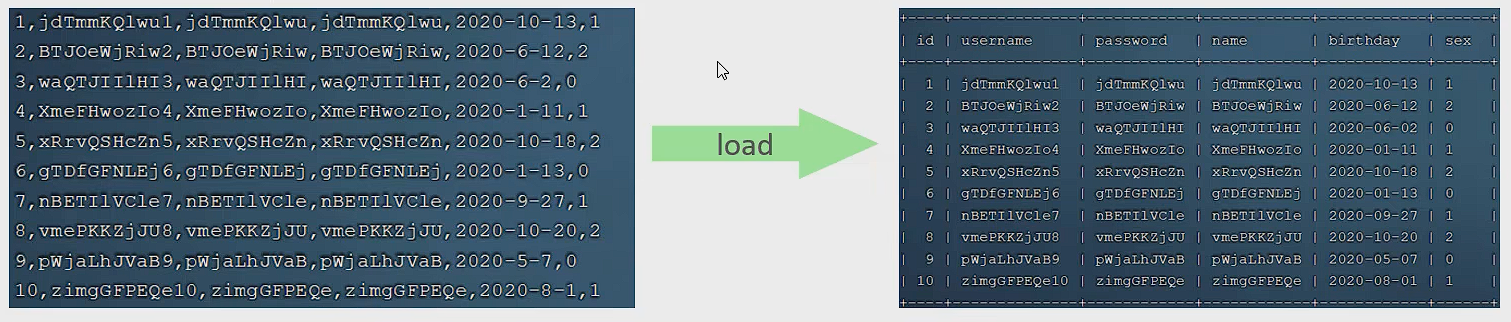 1,jdTmmKQlwu1,jdTmmKQlwu,jdTmmKQlwu,2020-10-13,1
2,BTJOeWjRiw2,BTJOeWjRiw,BTJOeWjRiw,2020-6-12,2
3,waQTJIIlHI3,waQTJIIlHI,waQTJIIlHI,2020-6-2,0
4,XmeFHwozIo4,XmeFHwozIo,XmeFHwozIo,2020-1-11,1
5,xRrvQSHcZn5,xRrvQSHcZn,xRrvQSHcZn,2020-10-18,2
6,gTDfGFNLEj6,gTDfGFNLEj,gTDfGFNLEj,2020-1-13,0
7,nBETIlVCle7,nBETIlVCle,nBETIlVCle,2020-9-27,1
8,vmePKKZjJU8,vmePKKZjJU,vmePKKZjJU,2020-10-20,2
9,pWjaLhJVaB9,pWjaLhJVaB,pWjaLhJVaB,2020-5-7,0
10,zimgGFPEQe10,zimgGFPEQe,zimgGFPEQe,2020-8-1,1
load
| id | username | password | name | birthday | sex |
| 1 | jdTmmKQlwu1 | jdTmmKQlwu | jdTmmKQlwu | 2020-10-13 | 1 |
| 2 | BTJOeWjRiw2 | BTJOeWjRiw | BTJOeWjRiw | 2020-06-12 | 2 |
| 3 | waQTJIIlHI3 | waQTJIIlHI | waQTJIIlHI | 2020-06-02 | 0 |
| 4 | XmeFHwozIo4 | XmeFHwozIo | XmeFHwozIo | 2020-01-11 | 1 |
| 5 | xRrvQSHcZn5 | xRrvQSHcZn | xRrvQSHcZn | 2020-10-18 | 2 |
| 6 | gTDfGFNLEj6 | gTDfGFNLEj | gTDfGFNLEj | 2020-01-13 | 0 |
| 7 | nBETIlVCle7 | nBETIlVCle | nBETIlVCle | 2020-09-27 | 1 |
| 8 | vmePKKZjJU8 | vmePKKZjJU | vmePKKZjJU | 2020-10-20 | 2 |
| 9 | pWjaLhJVaB9 | pWjaLhJVaB | pWjaLhJVaB | 2020-05-07 | 0 |
| 10 | zimgGFPEQe10 | zimgGFPEQe | zimgGFPEQe | 2020-08-01 | 1 |